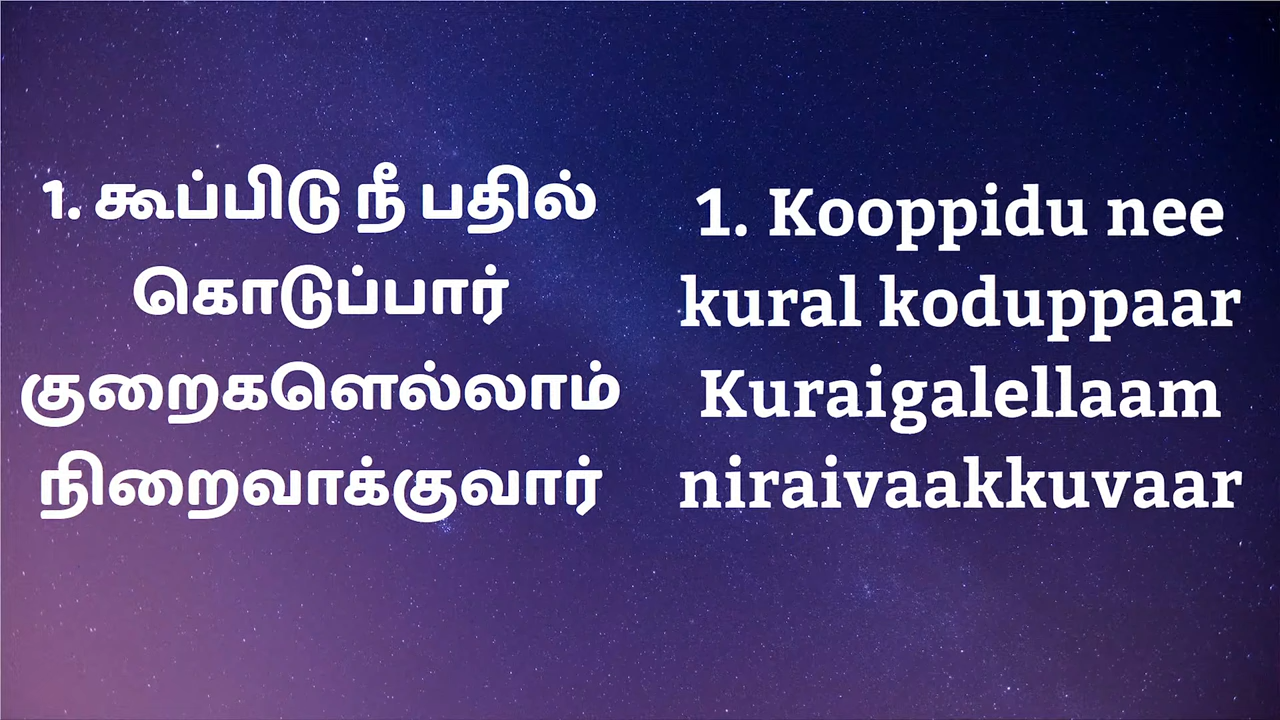 1. கூப்பிடு நீ பதில்
கொடுப்பார்
குறைகளெல்லாம்
நிறைவாக்குவார்
1. Kooppidu nee
kural koduppaar
Kuraigalellaam
niraivaakkuvaar